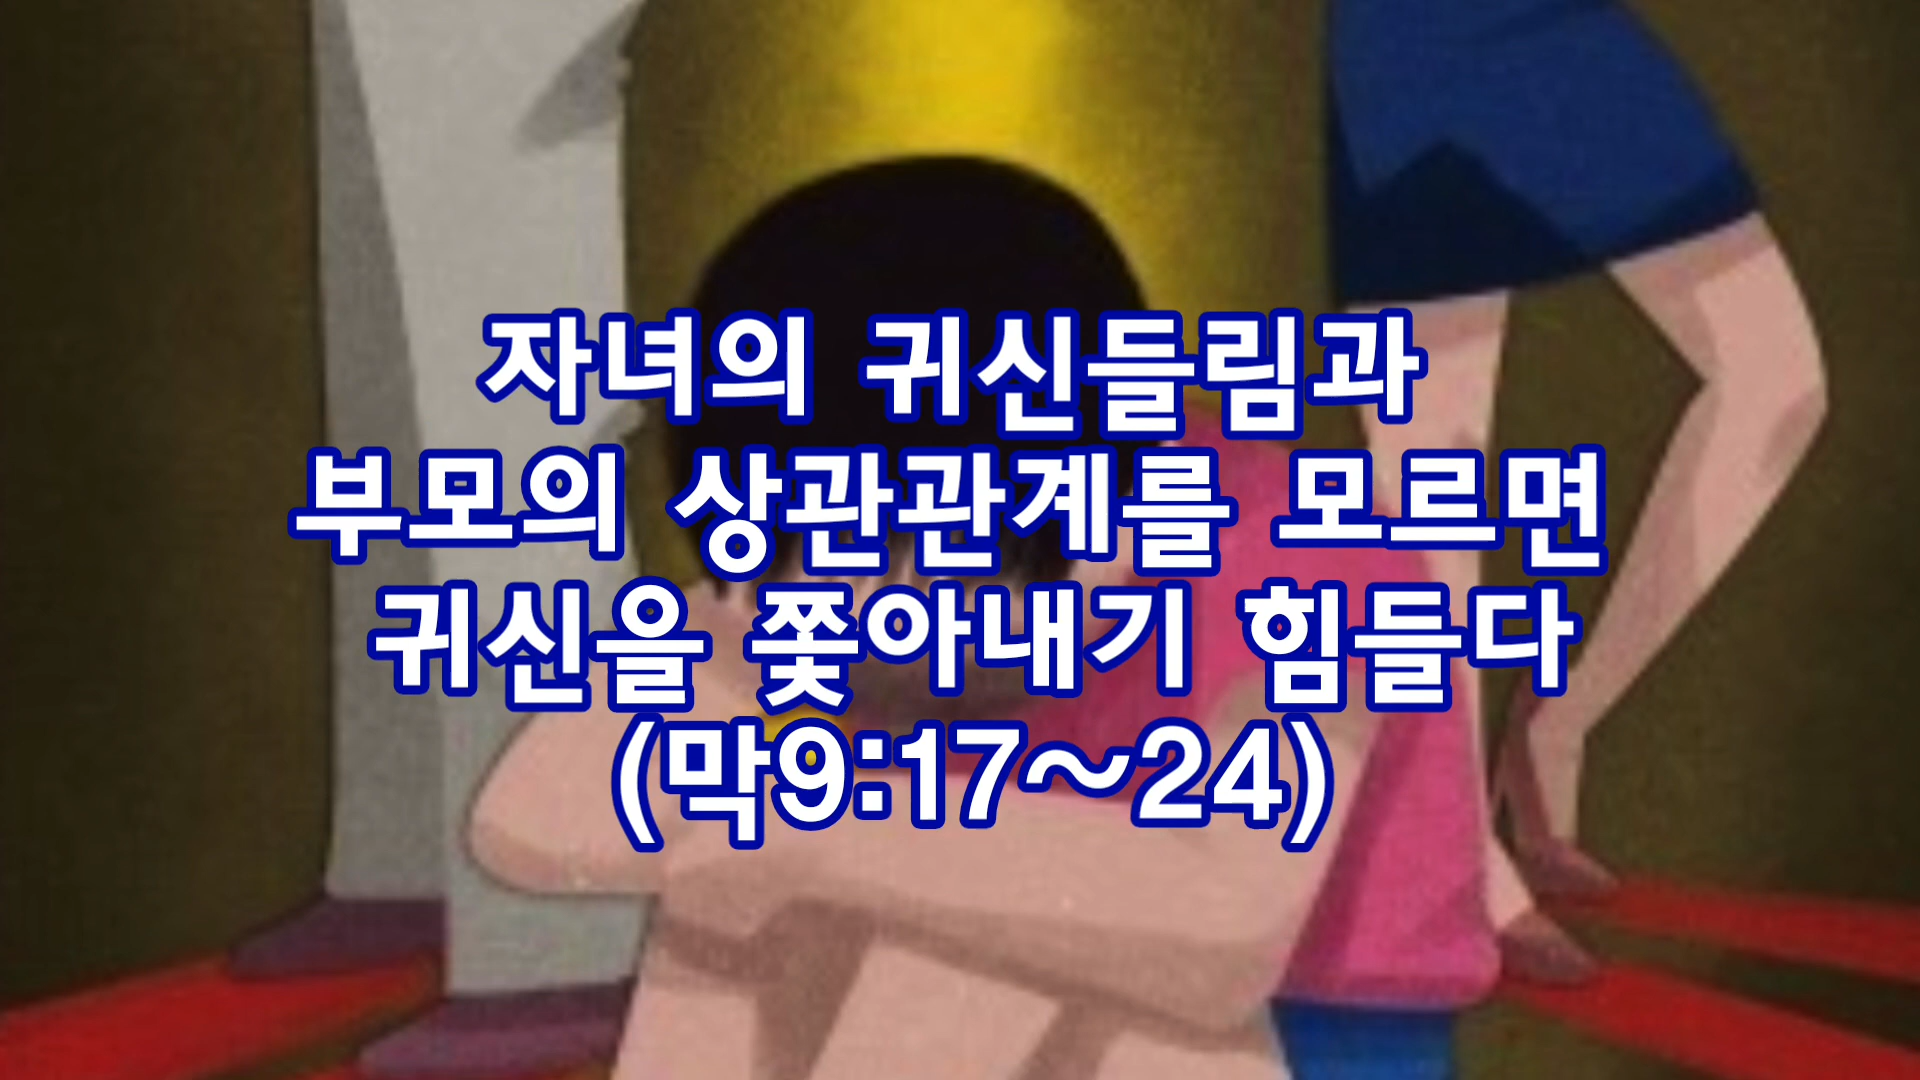 자녀의 귀신들림과
부모의 상관관계를 모르면
귀신을 쫓아내기 힘들다
(막9:17~24)